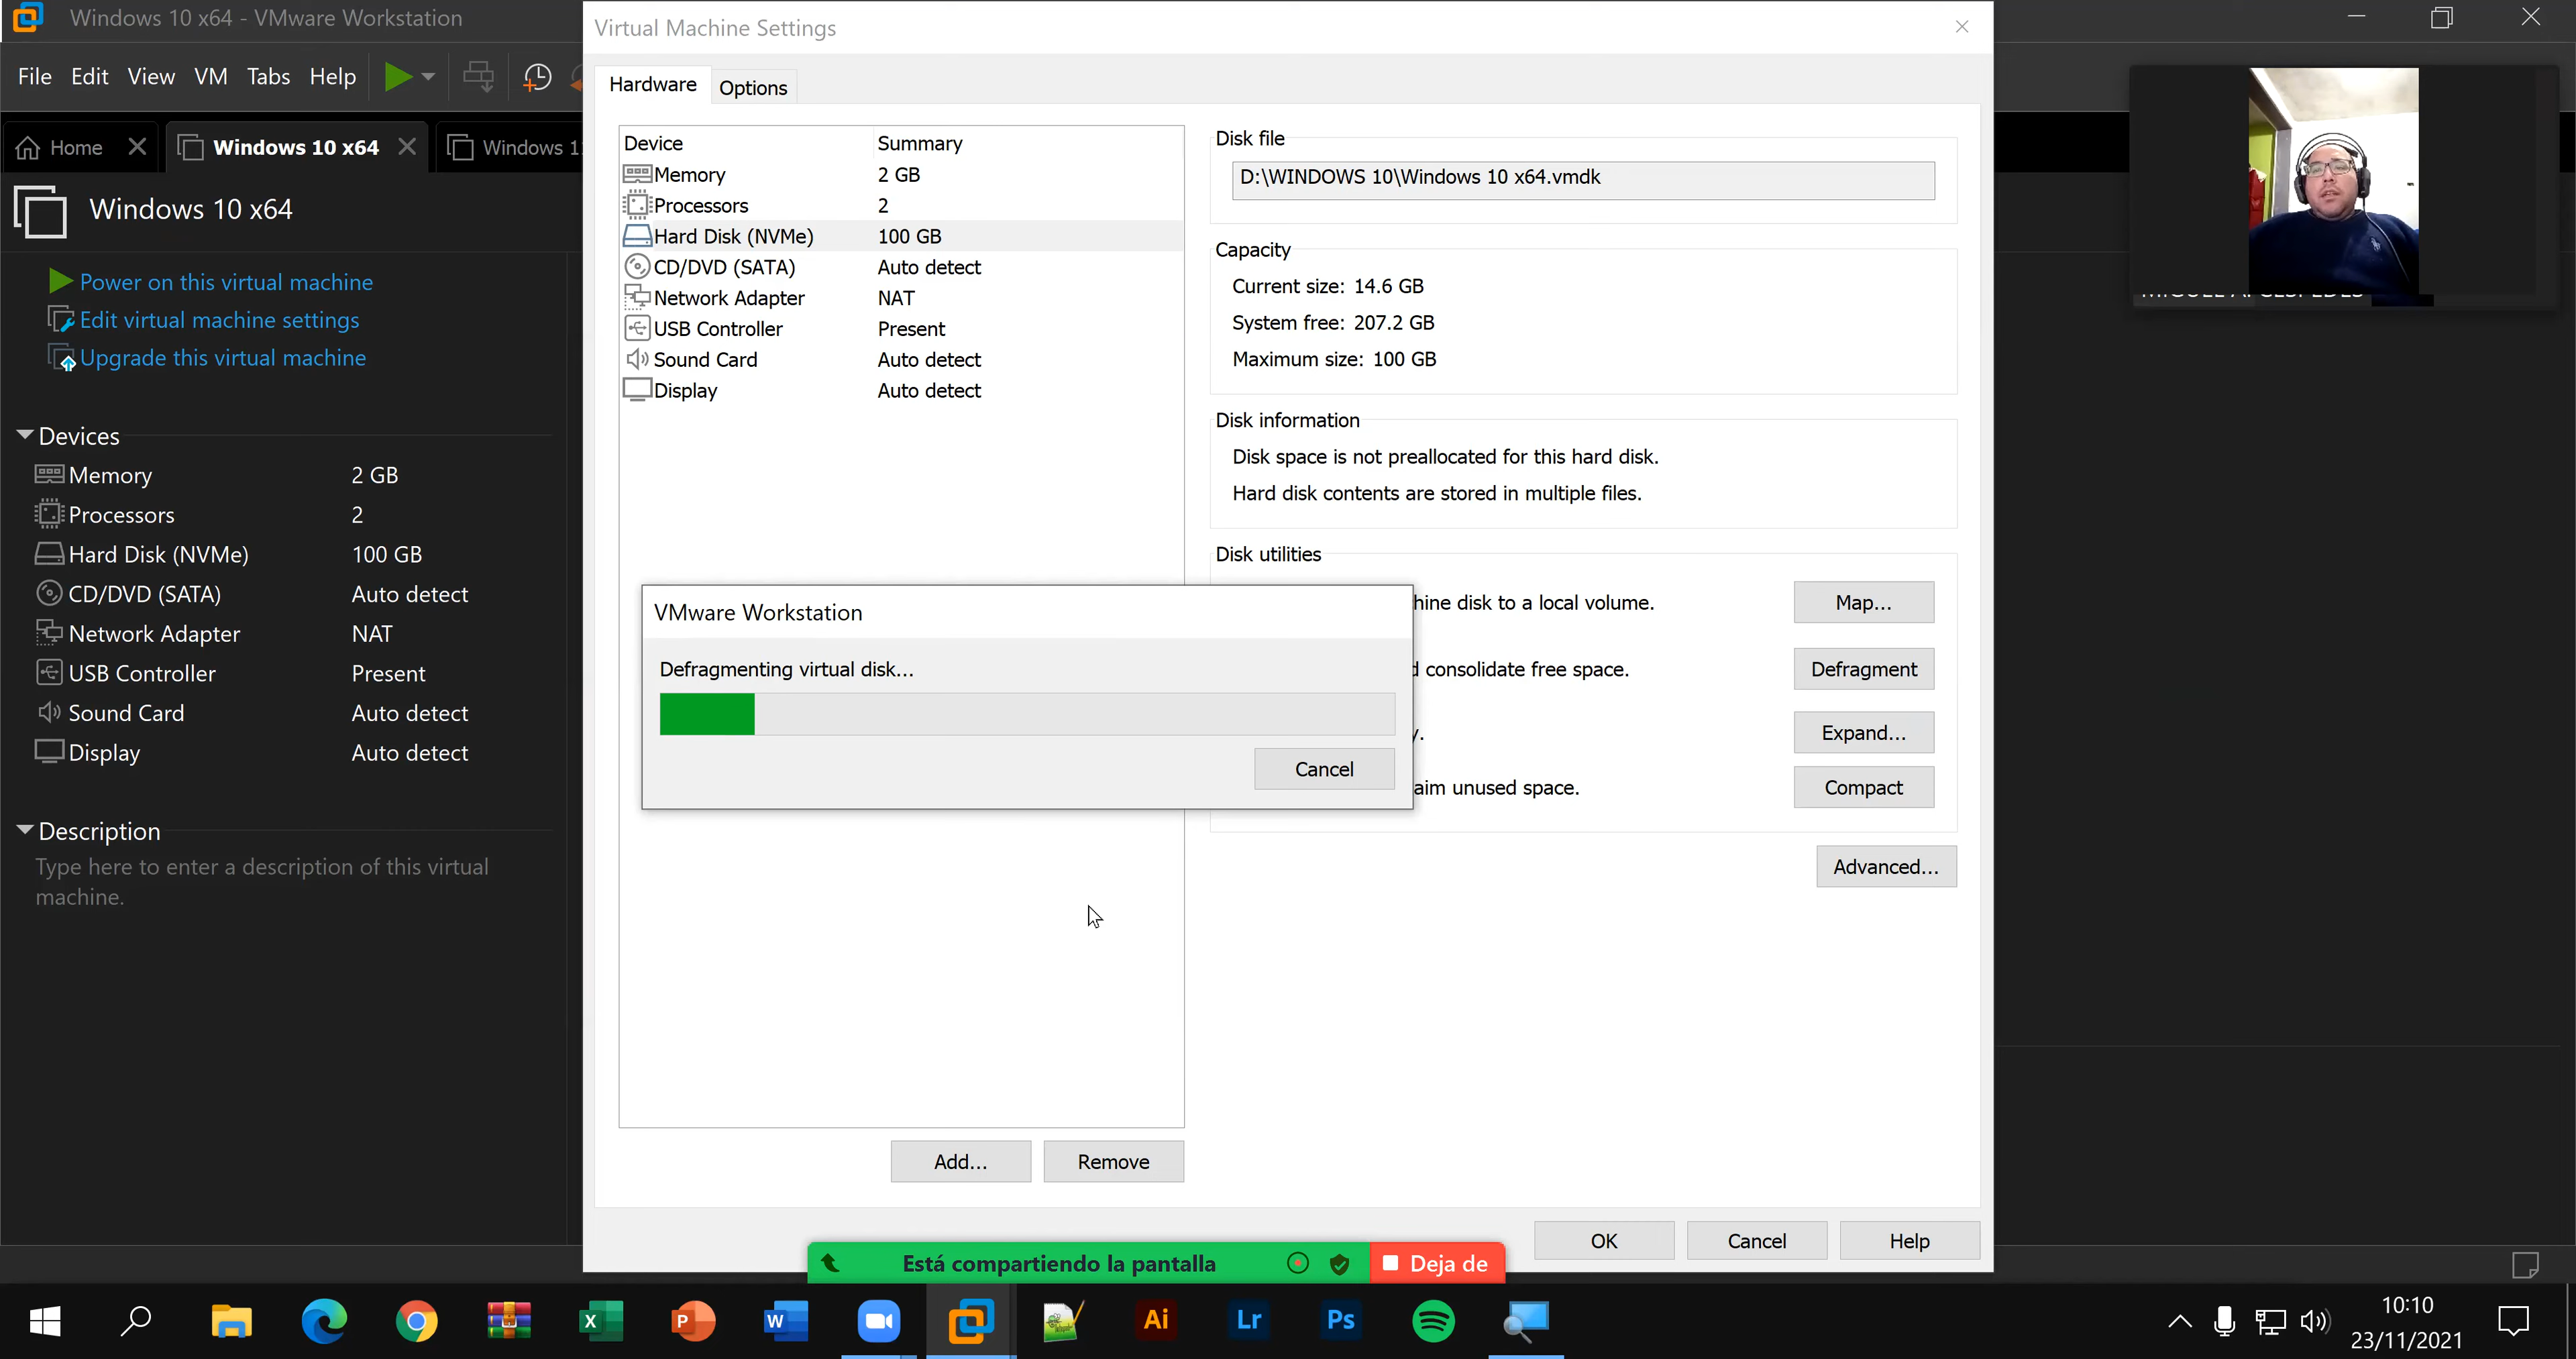 Windows 10 x64 - VMware Workstation
File Edit View VM Tabs Help
Home
Windows 10 x64
Windows 1
Windows 10 x64
Power on this virtual machine
Edit virtual machine settings
Upgrade this virtual machine
Devices
Memory 2 GB
Processors 2
Hard Disk (NVMe) 100 GB
CD/DVD (SATA) Auto detect
Network Adapter NAT
USB Controller Present
Sound Card Auto detect
Display Auto detect
Description
Type here to enter a description of this virtual
machine.
Virtual Machine Settings
Hardware Options
Device Summary
Memory 2 GB
Processors 2
Hard Disk (NVMe) 100 GB
CD/DVD (SATA) Auto detect
Network Adapter NAT
USB Controller Present
Sound Card Auto detect
Display Auto detect
Add... Remove
Disk file
D:\WINDOWS 10\Windows 10 x64.vmdk
Capacity
Current size: 14.6 GB
System free: 207.2 GB
Maximum size: 100 GB
Disk information
Disk space is not preallocated for this hard disk.
Hard disk contents are stored in multiple files.
Disk utilities
hine disk to a local volume. Map...
consolidate free space. Defragment
y. Expand...
aim unused space. Compact
Advanced...
VMware Workstation
Defragmenting virtual disk...
Cancel
OK Cancel Help
Está compartiendo la pantalla
Deja de
Ai Lr Ps
10:10
23/11/2021